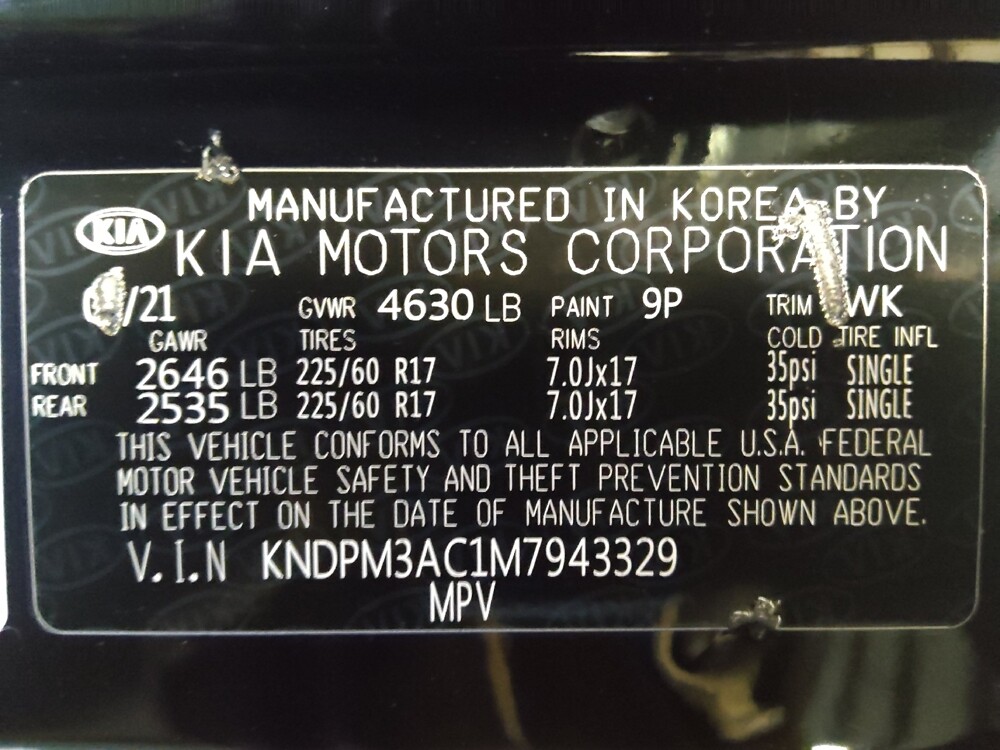 MANUFACTURED IN KOREA BY
KIA KIA MOTORS CORPORATION
/21 GVWR 4630 LB PAINT 9P TRIM WK
GAWR TIRES RIMS COLD TIRE INFL
FRONT 2646 LB 225/60 R17 7.0Jx17 35psi SINGLE
REAR 2535 LB 225/60 R17 7.0Jx17 35psi SINGLE
THIS VEHICLE CONFORMS TO ALL APPLICABLE U.S.A. FEDERAL
MOTOR VEHICLE SAFETY AND THEFT PREVENTION STANDARDS
IN EFFECT ON THE DATE OF MANUFACTURE SHOWN ABOVE.
V.I.N KNDPM3AC1M7943329
MPV